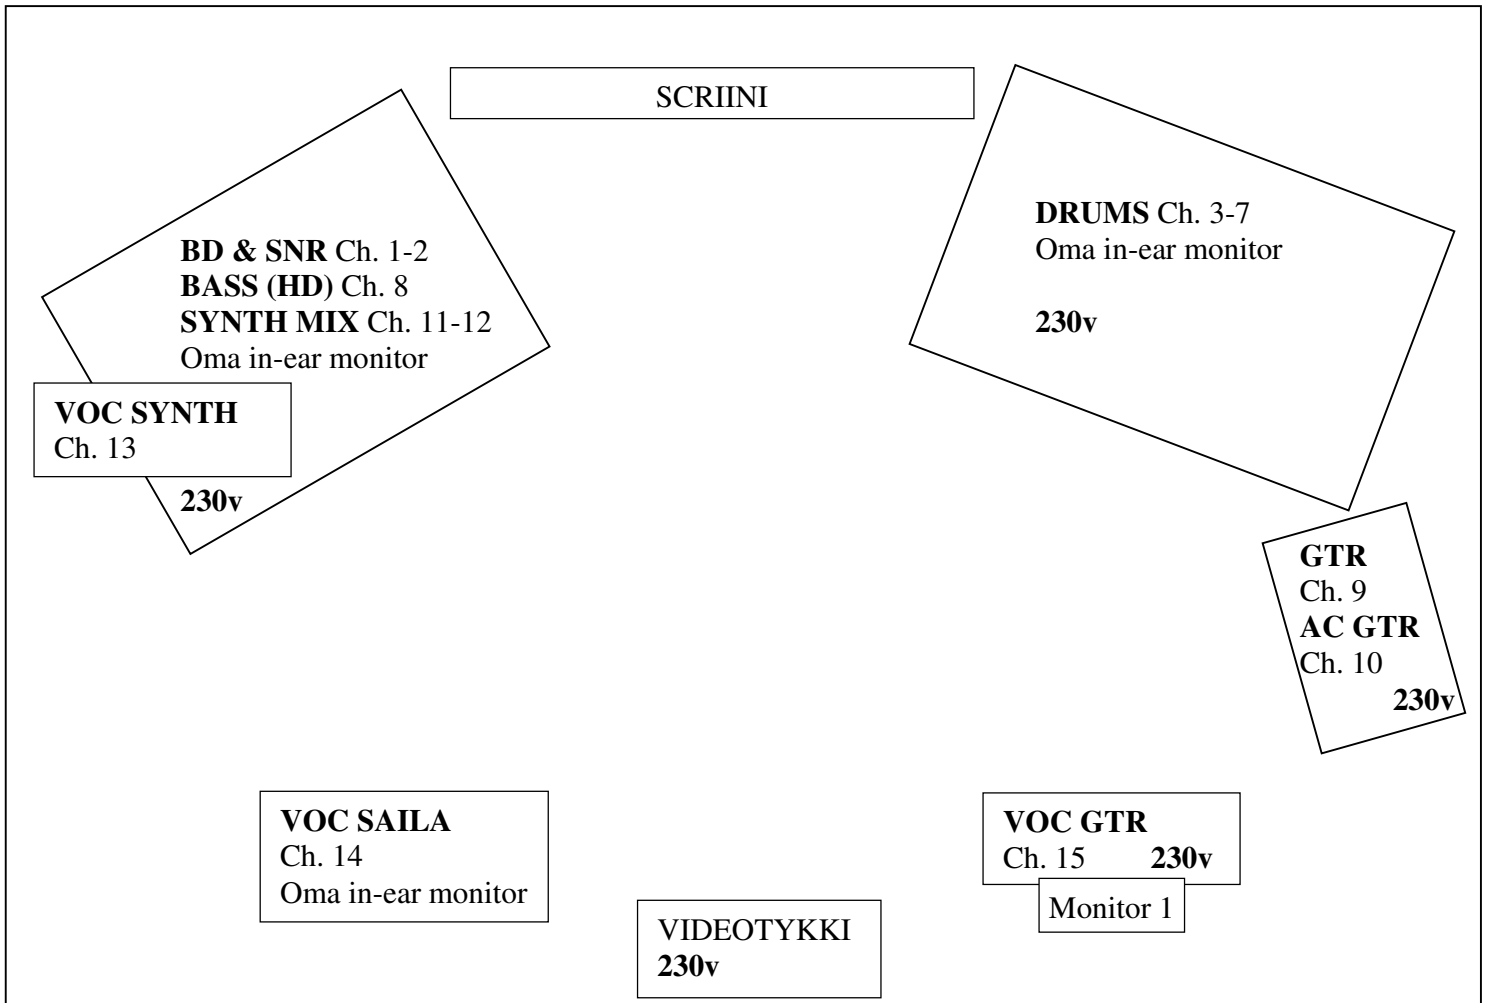 SCRIINI
BD & SNR Ch. 1-2
BASS (HD) Ch. 8
SYNTH MIX Ch. 11-12
Oma in-ear monitor
VOC SYNTH
Ch. 13
230v
DRUMS Ch. 3-7
Oma in-ear monitor
230v
GTR
Ch. 9
AC GTR
Ch. 10
230v
VOC SAILA
Ch. 14
Oma in-ear monitor
VIDEOTYKKI
230v
VOC GTR
Ch. 15 230v
Monitor 1